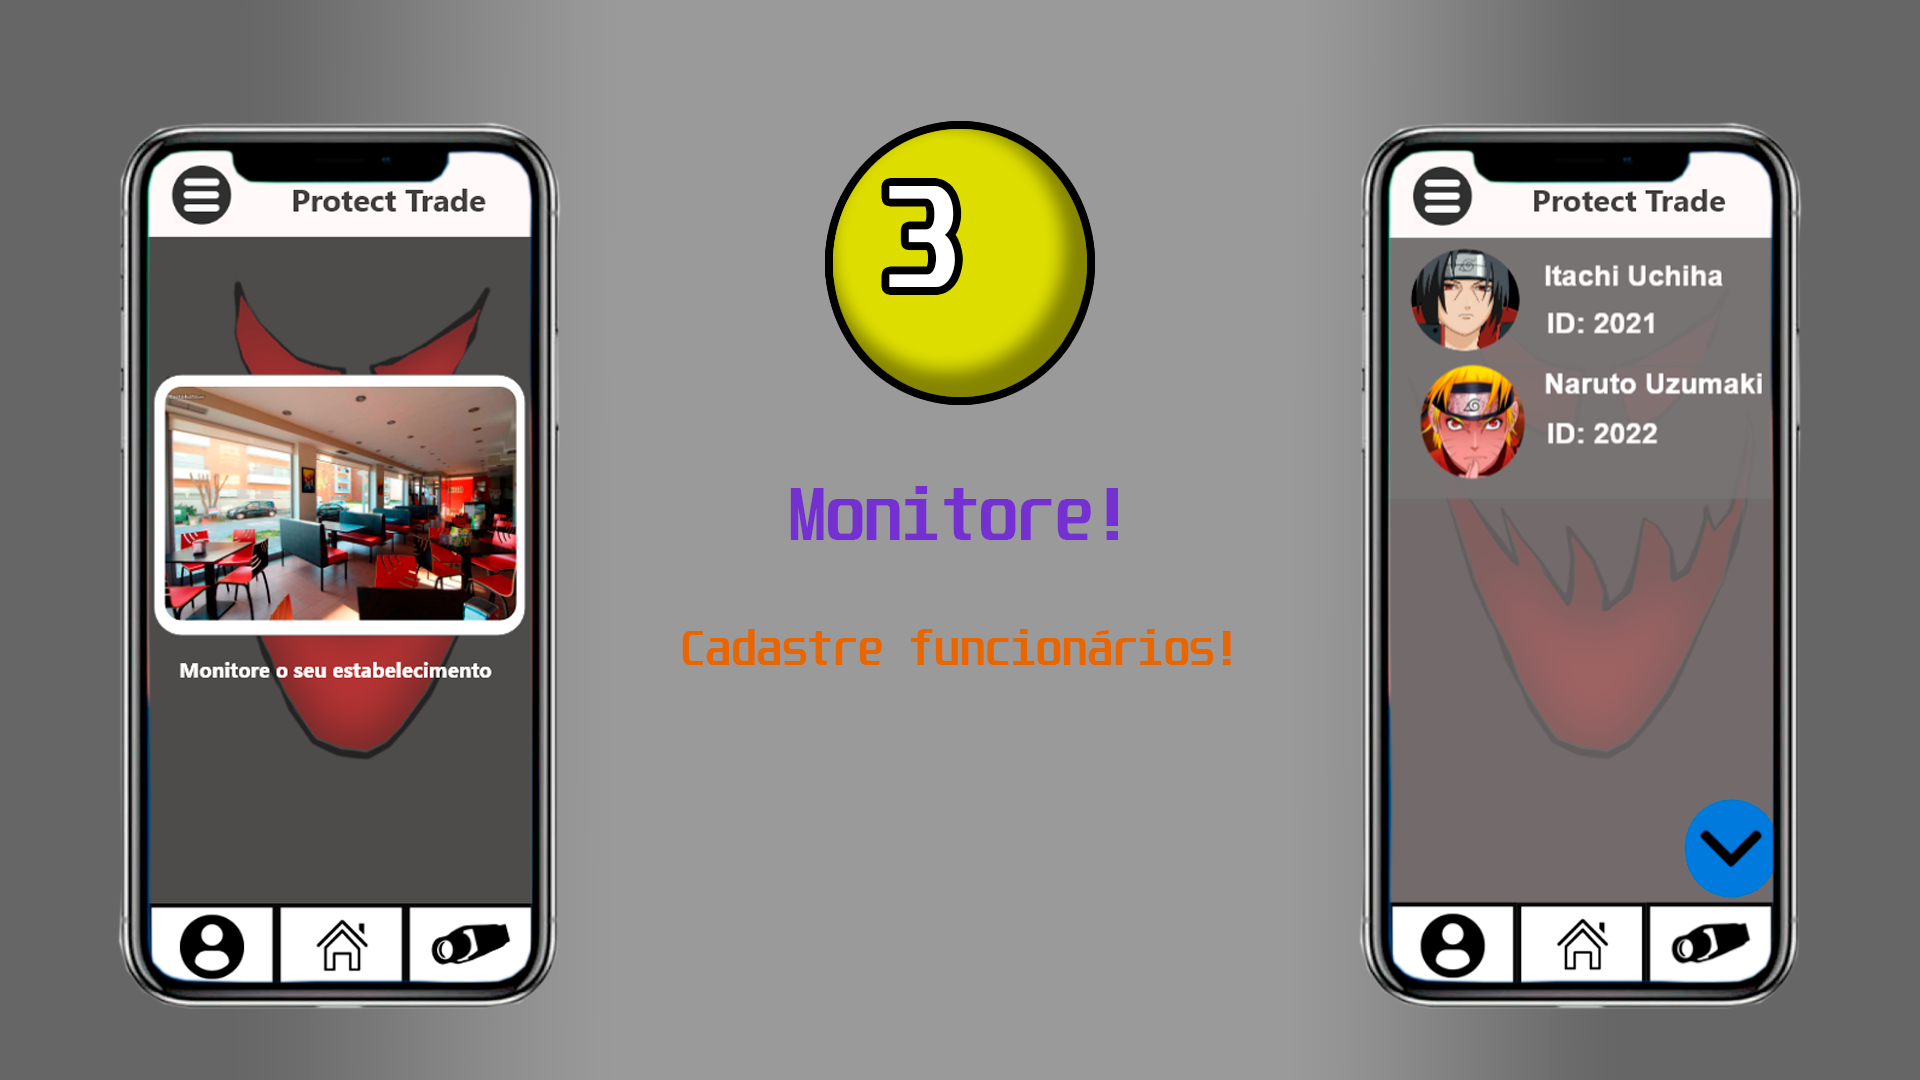 Protect Trade
Monitore o seu estabelecimento
3
Monitore!
Cadastre funcionários!
Protect Trade
Itachi Uchiha
ID: 2021
Naruto Uzumaki
ID: 2022